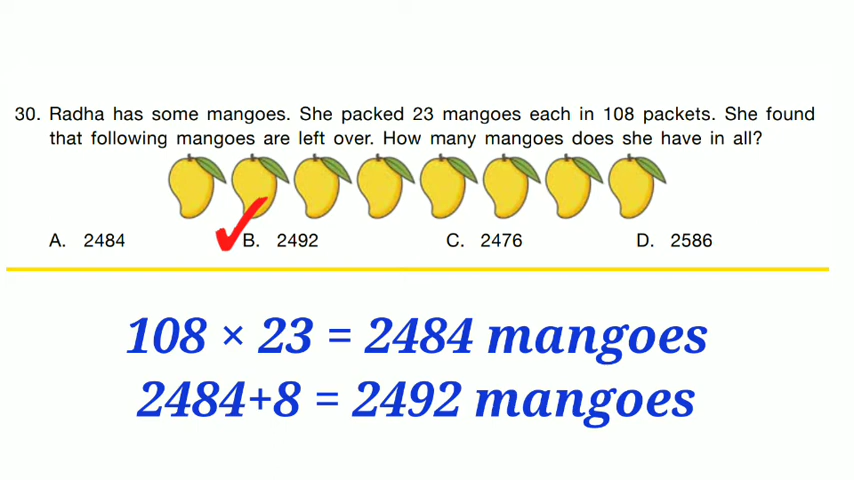 30. Radha has some mangoes. She packed 23 mangoes each in 108 packets. She found
that following mangoes are left over. How many mangoes does she have in all?
A. 2484 B. 2492 C. 2476 D. 2586
108 × 23 = 2484 mangoes
2484+8 = 2492 mangoes